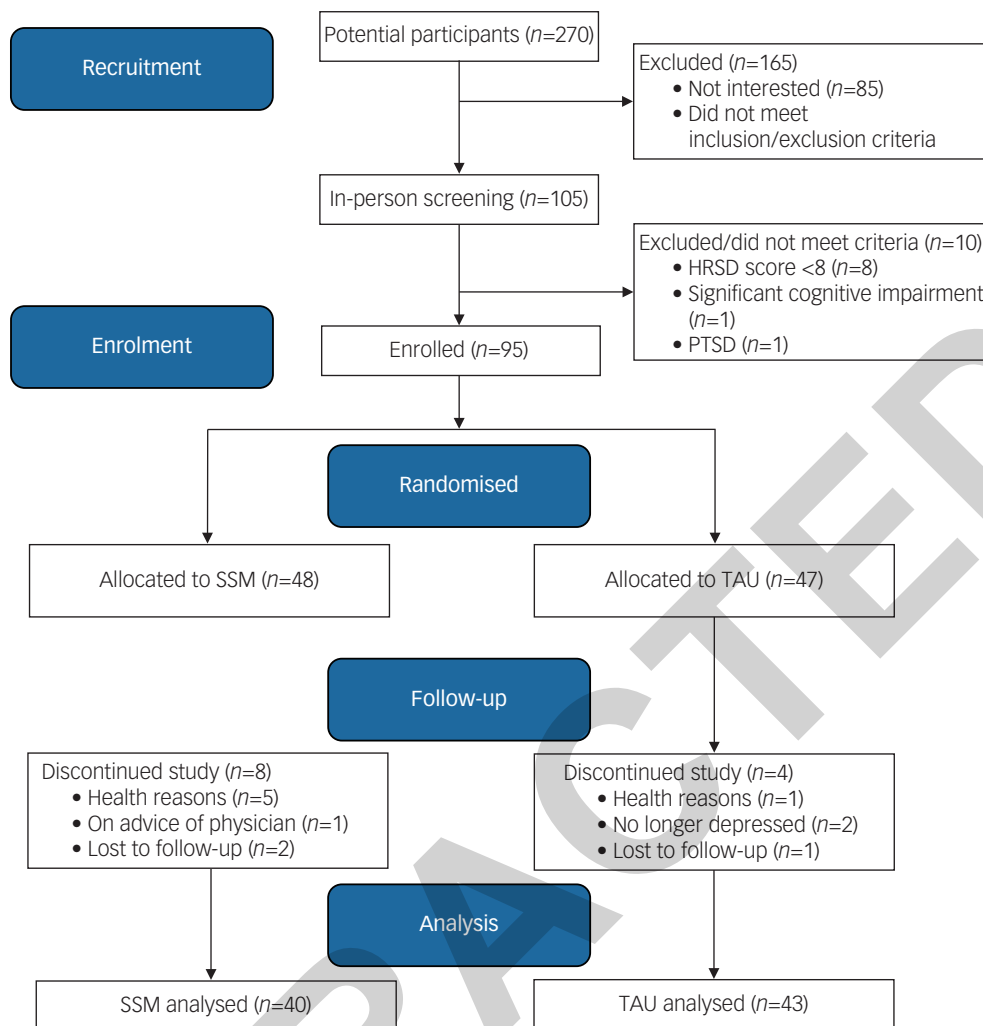 Recruitment
Potential participants (n=270)
Excluded (n=165)
• Not interested (n=85)
• Did not meet
inclusion/exclusion criteria
In-person screening (n=105)
Excluded/did not meet criteria (n=10)
• HRSD score <8 (n=8)
• Significant cognitive impairment
(n=1)
• PTSD (n=1)
Enrolment
Enrolled (n=95)
Randomised
Allocated to SSM (n=48)
Allocated to TAU (n=47)
Follow-up
Discontinued study (n=8)
• Health reasons (n=5)
• On advice of physician (n=1)
• Lost to follow-up (n=2)
Discontinued study (n=4)
• Health reasons (n=1)
• No longer depressed (n=2)
• Lost to follow-up (n=1)
Analysis
SSM analysed (n=40)
TAU analysed (n=43)
PACTED